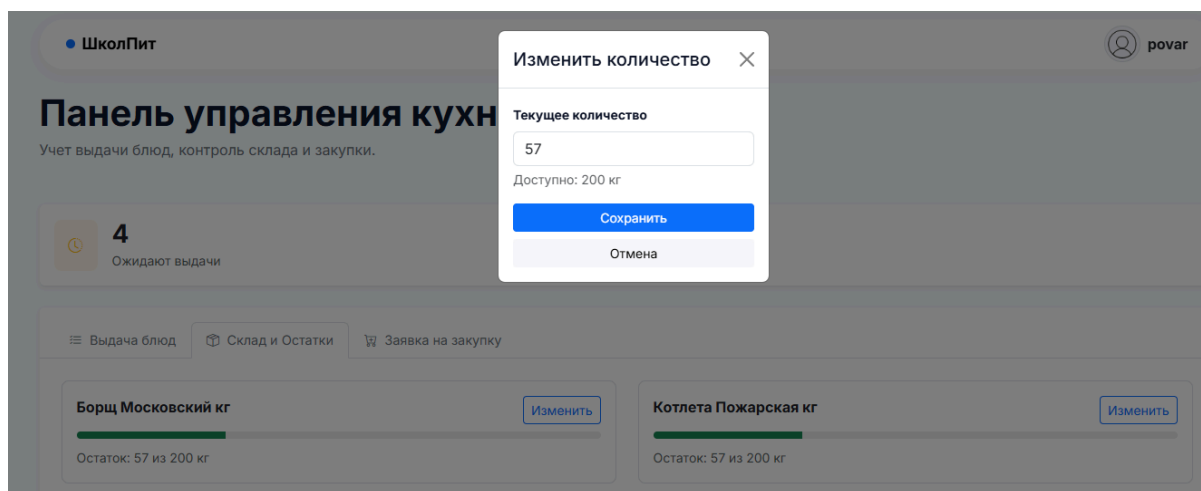 ШколПит
povar
Изменить количество
Панель управления кухн
Учет выдачи блюд, контроль склада и закупки.
Текущее количество
57
Доступно: 200 кг
Сохранить
Отмена
4
Ожидают выдачи
Выдача блюд
Склад и Остатки
Заявка на закупку
Борщ Московский кг
Изменить
Остаток: 57 из 200 кг
Котлета Пожарская кг
Изменить
Остаток: 57 из 200 кг